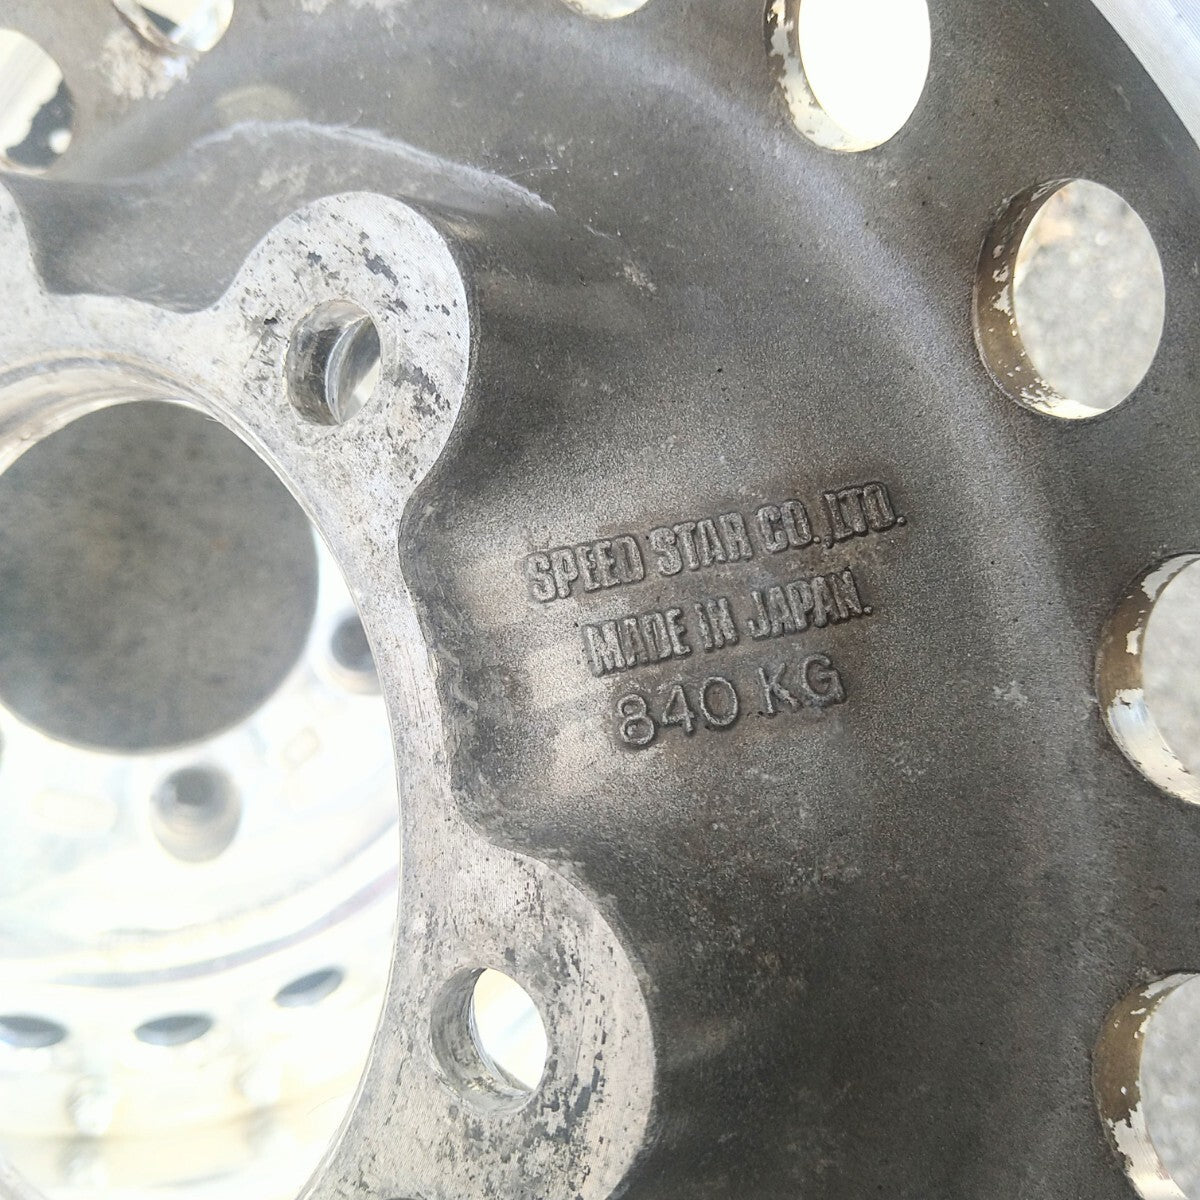 SPEED STAR CO.,LTD.
MADE IN JAPAN.
840 KG